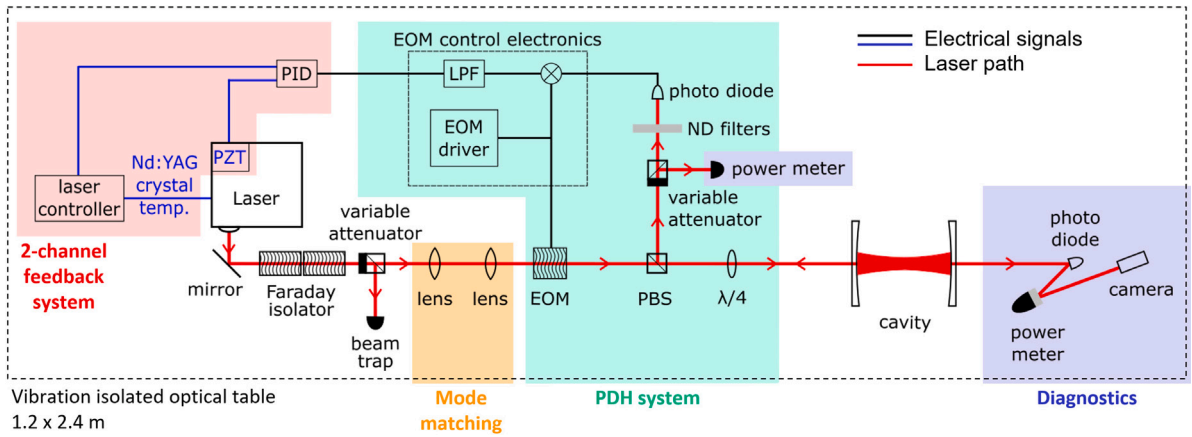 EOM control electronics
Electrical signals
Laser path
PID
LPF
photo diode
EOM
driver
ND filters
PZT
power meter
Nd:YAG
crystal
temp.
laser
controller
Laser
variable
attenuator
variable
attenuator
photo
diode
2-channel
feedback
system
mirror
Faraday
isolator
lens
lens
EOM
PBS
λ/4
cavity
camera
power
meter
beam
trap
Vibration isolated optical table
1.2 x 2.4 m
Mode
matching
PDH system
Diagnostics